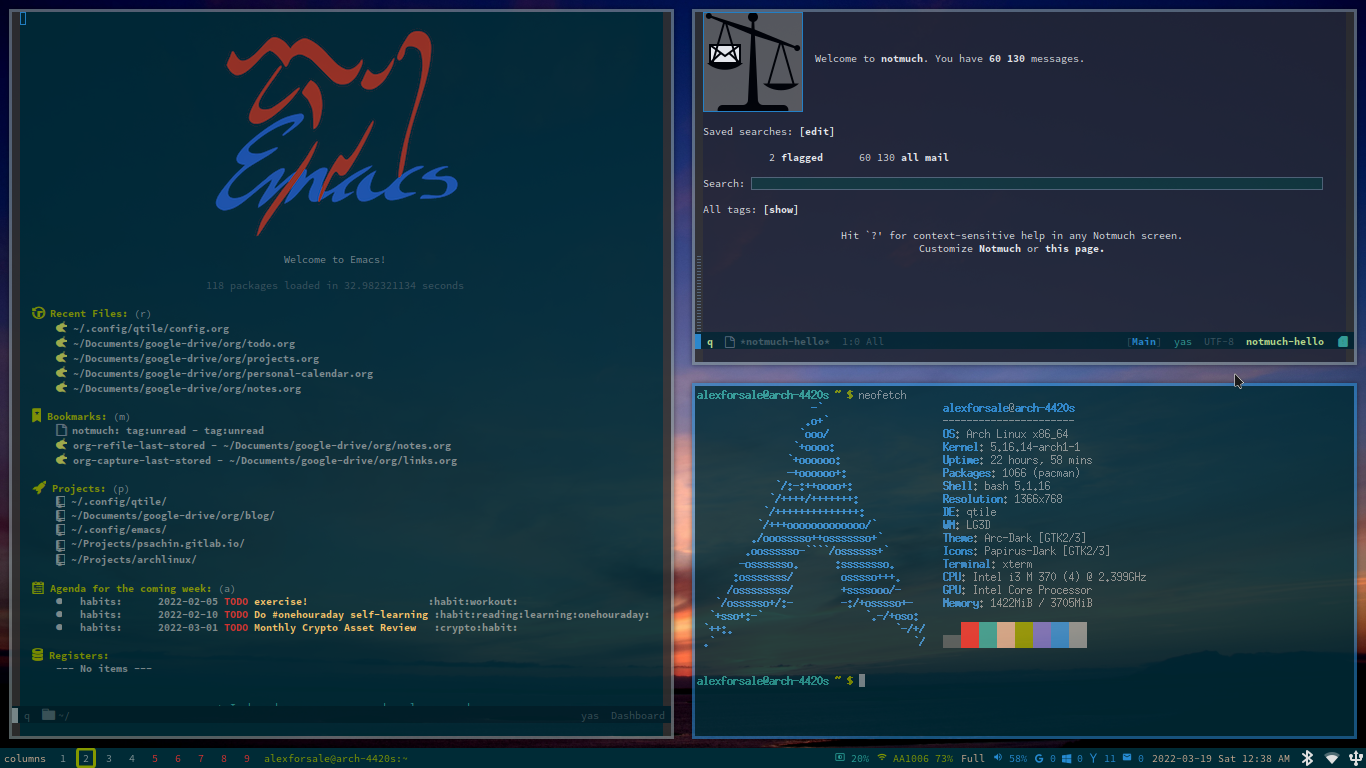 Emacs
Welcome to Emacs!
118 packages loaded in 32.982321134 seconds
Recent Files: (r)
~/.config/qtile/config.org
~/Documents/google-drive/org/todo.org
~/Documents/google-drive/org/projects.org
~/Documents/google-drive/org/personal-calendar.org
~/Documents/google-drive/org/notes.org
Bookmarks: (m)
notmuch: tag:unread - tag:unread
org-refile-last-stored - ~/Documents/google-drive/org/notes.org
org-capture-last-stored - ~/Documents/google-drive/org/links.org
Projects: (p)
~/.config/qtile/
~/Documents/google-drive/org/blog/
~/.config/emacs/
~/Projects/psachin.gitlab.io/
~/Projects/archlinux/
Agenda for the coming week: (a)
habits: 2022-02-05 TODO exercise! :habit:workout:
habits: 2022-02-10 TODO Do #onehouraday self-learning :habit:reading:learning:onehouraday:
habits: 2022-03-01 TODO Monthly Crypto Asset Review :crypto:habit:
Registers:
--- No items ---
q ~/ yas Dashboard
Welcome to notmuch. You have 60 130 messages.
Saved searches: [edit]
2 flagged 60 130 all mail
Search:
All tags: [show]
Hit `?' for context-sensitive help in any Notmuch screen.
Customize Notmuch or this page.
q *notmuch-hello* 1:0 All [Main] yas UTF-8 notmuch-hello
alexforsale@arch-4420s ~ $ neofetch
alexforsale@arch-4420s
----------------------
OS: Arch Linux x86_64
Kernel: 5.16.14-arch1-1
Uptime: 22 hours, 58 mins
Packages: 1066 (pacman)
Shell: bash 5.1.16
Resolution: 1366x768
DE: qtile
WM: LG3D
Theme: Arc-Dark [GTK2/3]
Icons: Papirus-Dark [GTK2/3]
Terminal: xterm
CPU: Intel i3 M 370 (4) @ 2.399GHz
GPU: Intel Core Processor
Memory: 1422MiB / 3705MiB
alexforsale@arch-4420s ~ $
columns 1 2 3 4 5 6 7 8 9 alexforsale@arch-4420s:~ 20% AA1006 73% Full 58% G 0 0 Y 11 0 2022-03-19 Sat 12:38 AM